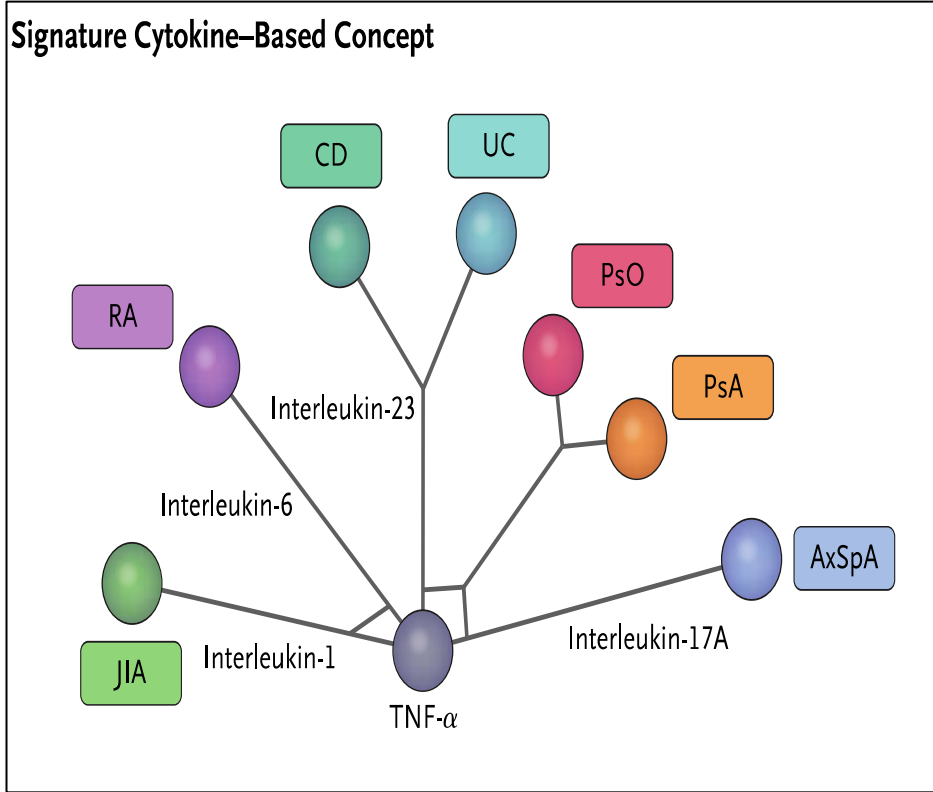 Signature Cytokine–Based Concept
CD
UC
PsO
RA
PsA
Interleukin-23
Interleukin-6
AxSpA
Interleukin-17A
Interleukin-1
JIA
TNF-α